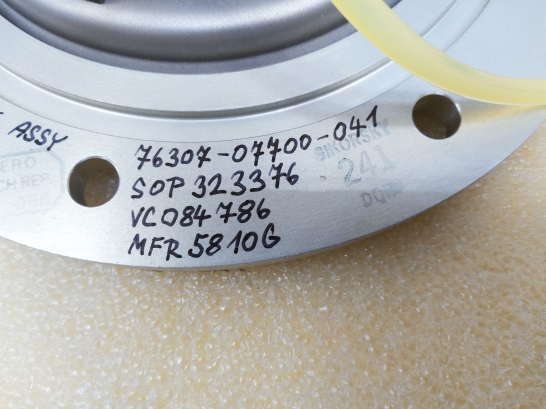 ASSY
76307-07700-041
SOP 323376
VC084786
MFR 5810G
SIKORSKY
241